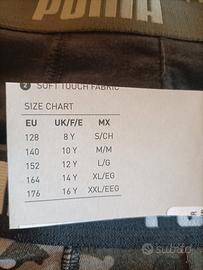 PUMA
2 SOFT TOUCH FABRIC
SIZE CHART
EU UK/F/E MX
128 8 Y S/CH
140 10 Y M/M
152 12 Y L/G
164 14 Y XL/EG
176 16 Y XXL/EEG
subito